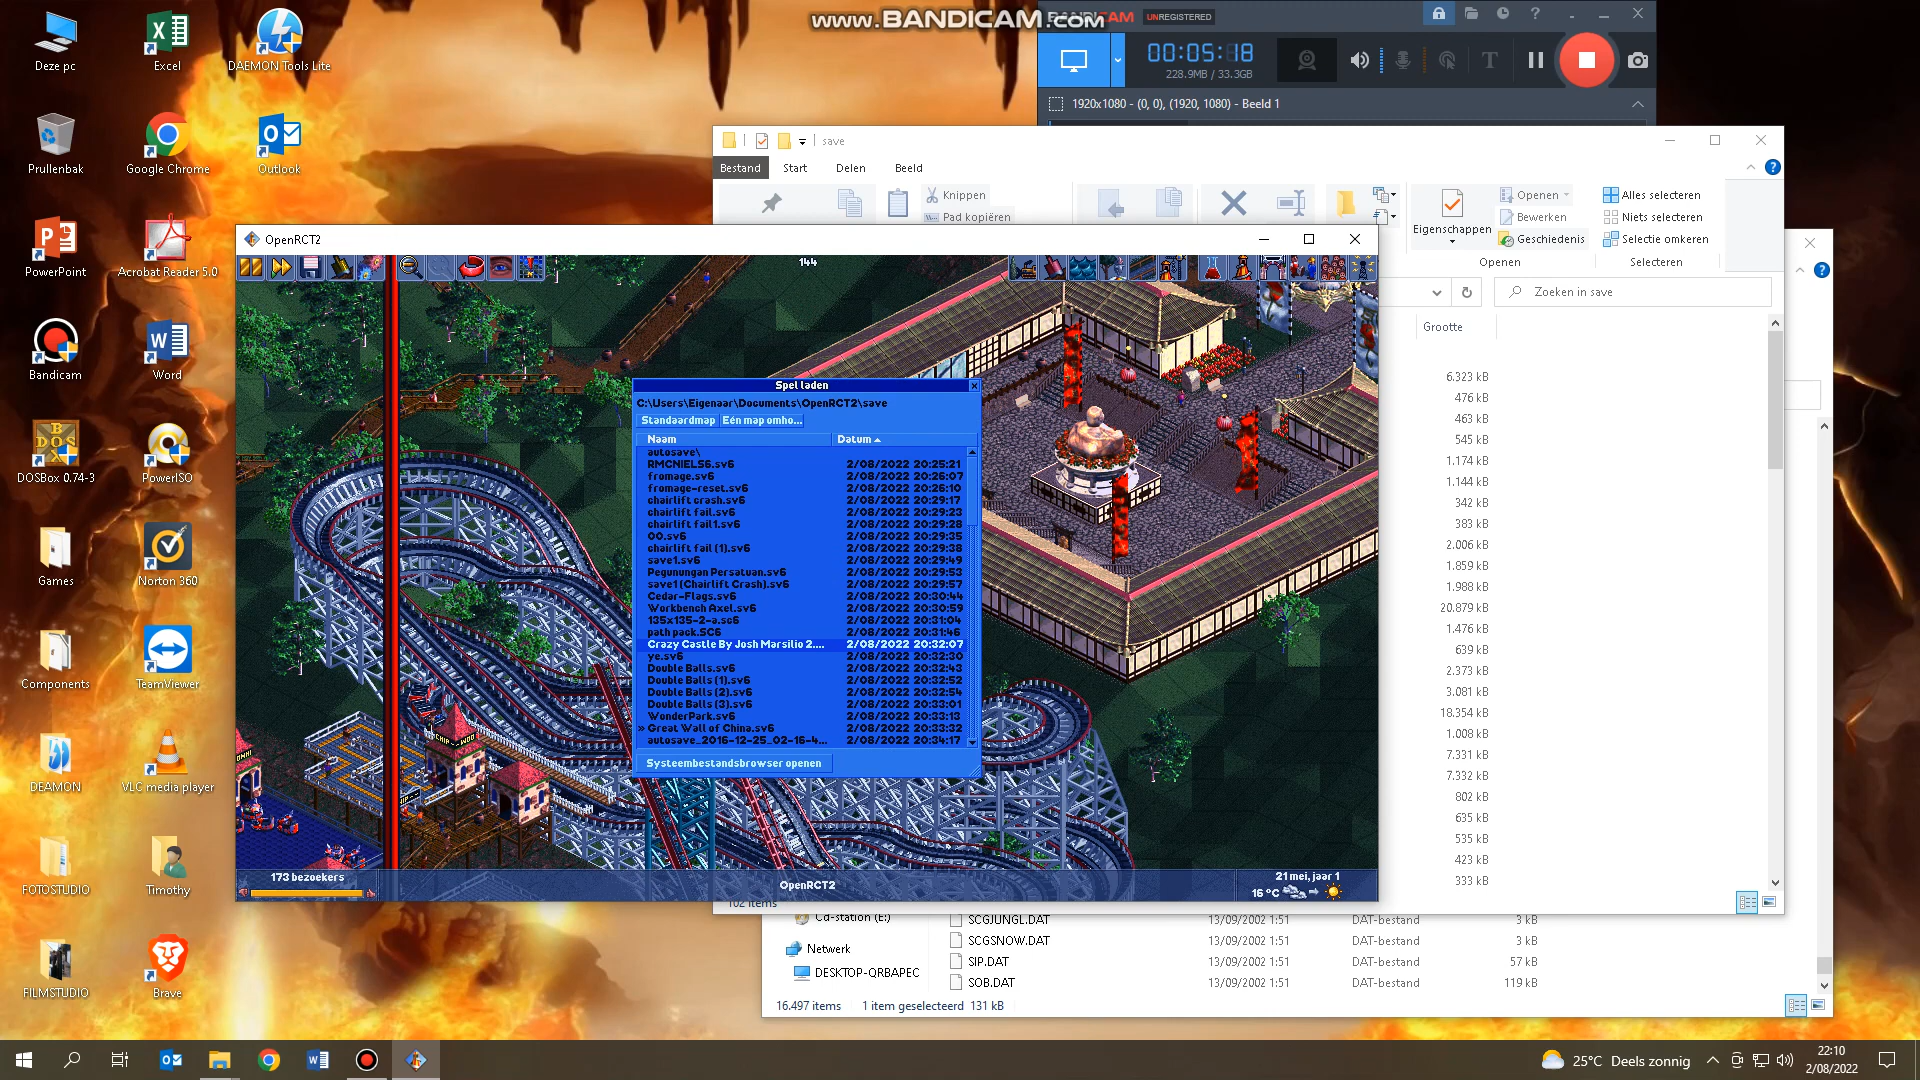 www.BANDICAM.com
BANDICAM UNREGISTERED
00:05:18
228.9MB / 33.3GB
1920x1080 - (0, 0), (1920, 1080) - Beeld 1
Deze pc
Excel
DAEMON Tools Lite
Prullenbak
Google Chrome
Outlook
PowerPoint
Acrobat Reader 5.0
Bandicam
Word
DOSBox 0.74-3
PowerISO
Games
Norton 360
Components
TeamViewer
DEAMON
VLC media player
FOTOSTUDIO
Timothy
FILMSTUDIO
Brave
save
Bestand
Start
Delen
Beeld
Knippen
Pad kopiëren
Eigenschappen
Openen
Bewerken
Geschiedenis
Openen
Alles selecteren
Niets selecteren
Selectie omkeren
Selecteren
Zoeken in save
Grootte
6.323 kB
476 kB
463 kB
545 kB
1.174 kB
1.144 kB
342 kB
383 kB
2.006 kB
1.859 kB
1.988 kB
20.879 kB
1.476 kB
639 kB
2.373 kB
3.081 kB
18.354 kB
1.008 kB
7.331 kB
7.332 kB
802 kB
635 kB
535 kB
423 kB
333 kB
OpenRCT2
144
Spel laden
C:\Users\Eigenaar\Documents\OpenRCT2\save
Standaardmap
Eén map omho...
Naam Datum
autosave\
RMCNIELS6.sv6 2/08/2022 20:25:21
fromage.sv6 2/08/2022 20:26:07
fromage-reset.sv6 2/08/2022 20:26:10
chairlift crash.sv6 2/08/2022 20:29:17
chairlift fail.sv6 2/08/2022 20:29:23
chairlift fail1.sv6 2/08/2022 20:29:28
00.sv6 2/08/2022 20:29:35
chairlift fail (1).sv6 2/08/2022 20:29:38
save1.sv6 2/08/2022 20:29:49
Pegunungan Persatuan.sv6 2/08/2022 20:29:53
save1 (Chairlift Crash).sv6 2/08/2022 20:29:57
Cedar-Flags.sv6 2/08/2022 20:30:44
Workbench Axel.sv6 2/08/2022 20:30:59
135x135-2-a.sc6 2/08/2022 20:31:04
path pack.SC6 2/08/2022 20:31:46
Crazy Castle By Josh Marsilio 2.... 2/08/2022 20:32:07
ye.sv6 2/08/2022 20:32:30
Double Balls.sv6 2/08/2022 20:32:43
Double Balls (1).sv6 2/08/2022 20:32:52
Double Balls (2).sv6 2/08/2022 20:32:54
Double Balls (3).sv6 2/08/2022 20:33:01
WonderPark.sv6 2/08/2022 20:33:13
» Great Wall of China.sv6 2/08/2022 20:33:32
autosave_2016-12-25_02-16-4... 2/08/2022 20:34:17
Systeembestandsbrowser openen
CHIP--WOO
173 bezoekers
OpenRCT2
21 mei, jaar 1
16 °C
102 items
Cd-station (E:)
Netwerk
DESKTOP-QRBAPEC
SCGJUNGL.DAT 13/09/2002 1:51 DAT-bestand 3 kB
SCGSNOW.DAT 13/09/2002 1:51 DAT-bestand 3 kB
SIP.DAT 13/09/2002 1:51 DAT-bestand 57 kB
SOB.DAT 13/09/2002 1:51 DAT-bestand 119 kB
16.497 items 1 item geselecteerd 131 kB
25°C Deels zonnig
22:10
2/08/2022